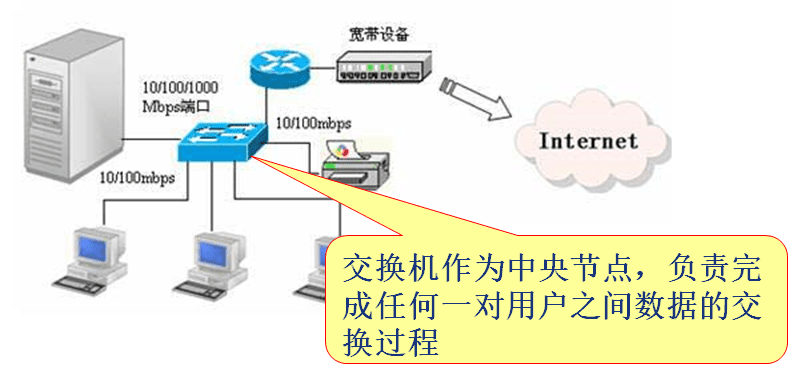 宽带设备
10/100/1000
Mbps端口
10/100mbps
Internet
10/100mbps
交换机作为中央节点，负责完
成任何一对用户之间数据的交
换过程